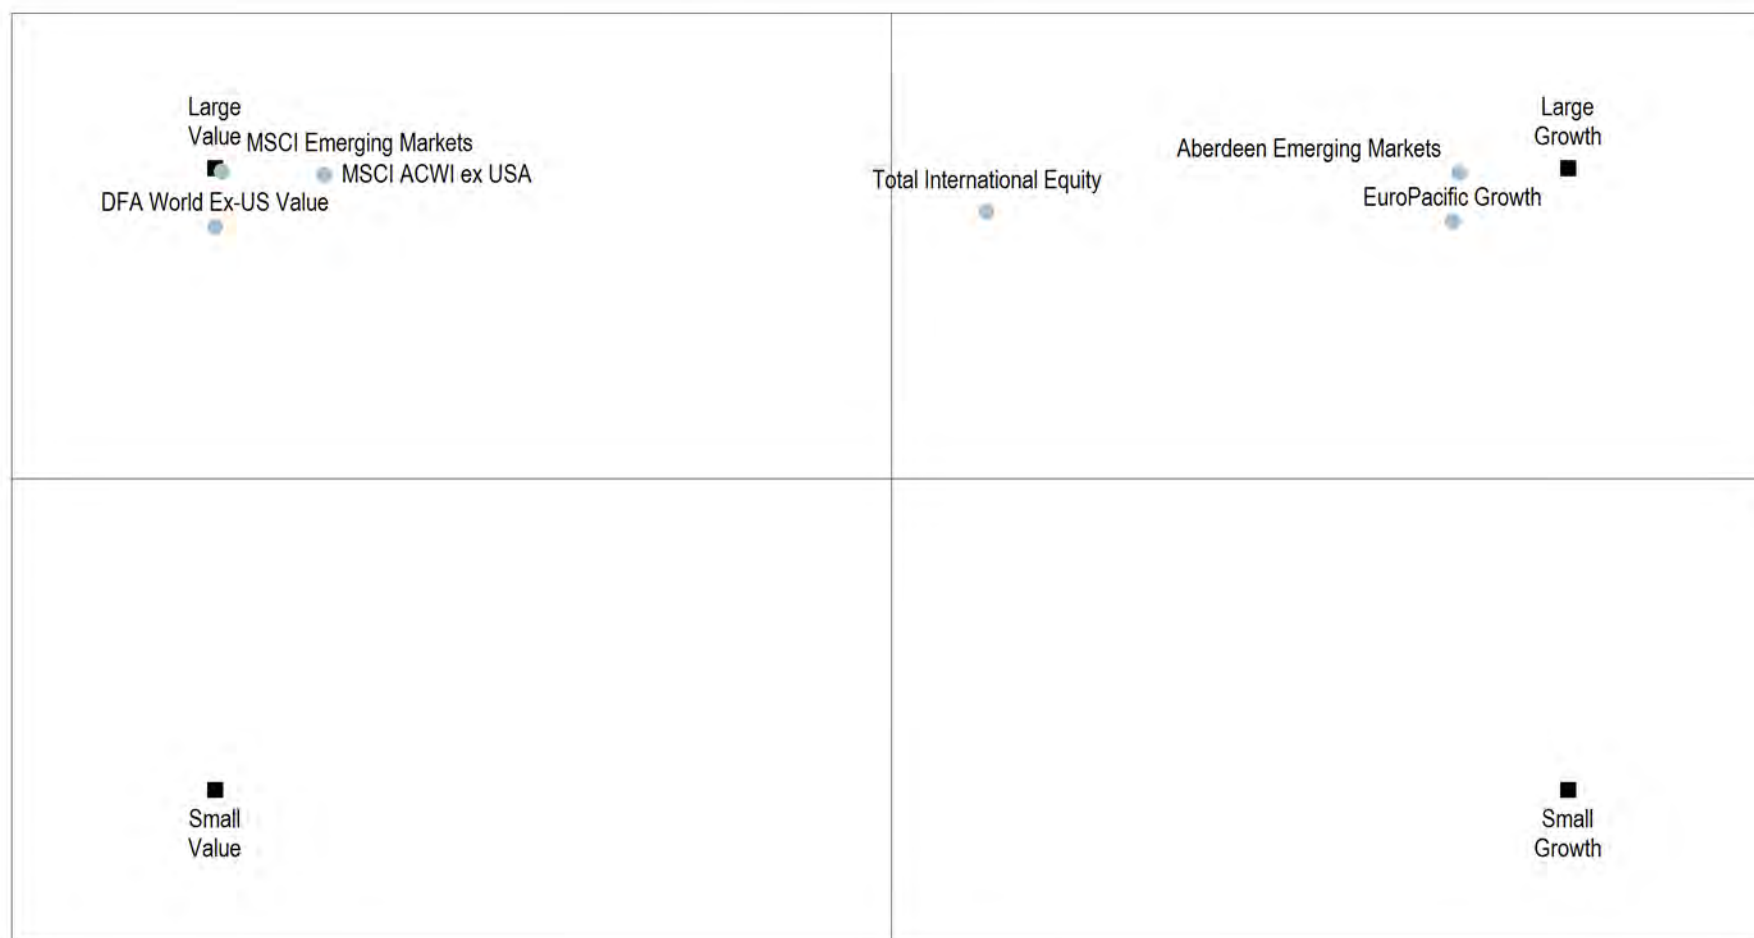 Large
Value
MSCI Emerging Markets
MSCI ACWI ex USA
DFA World Ex-US Value
Total International Equity
Aberdeen Emerging Markets
EuroPacific Growth
Large
Growth
Small
Value
Small
Growth